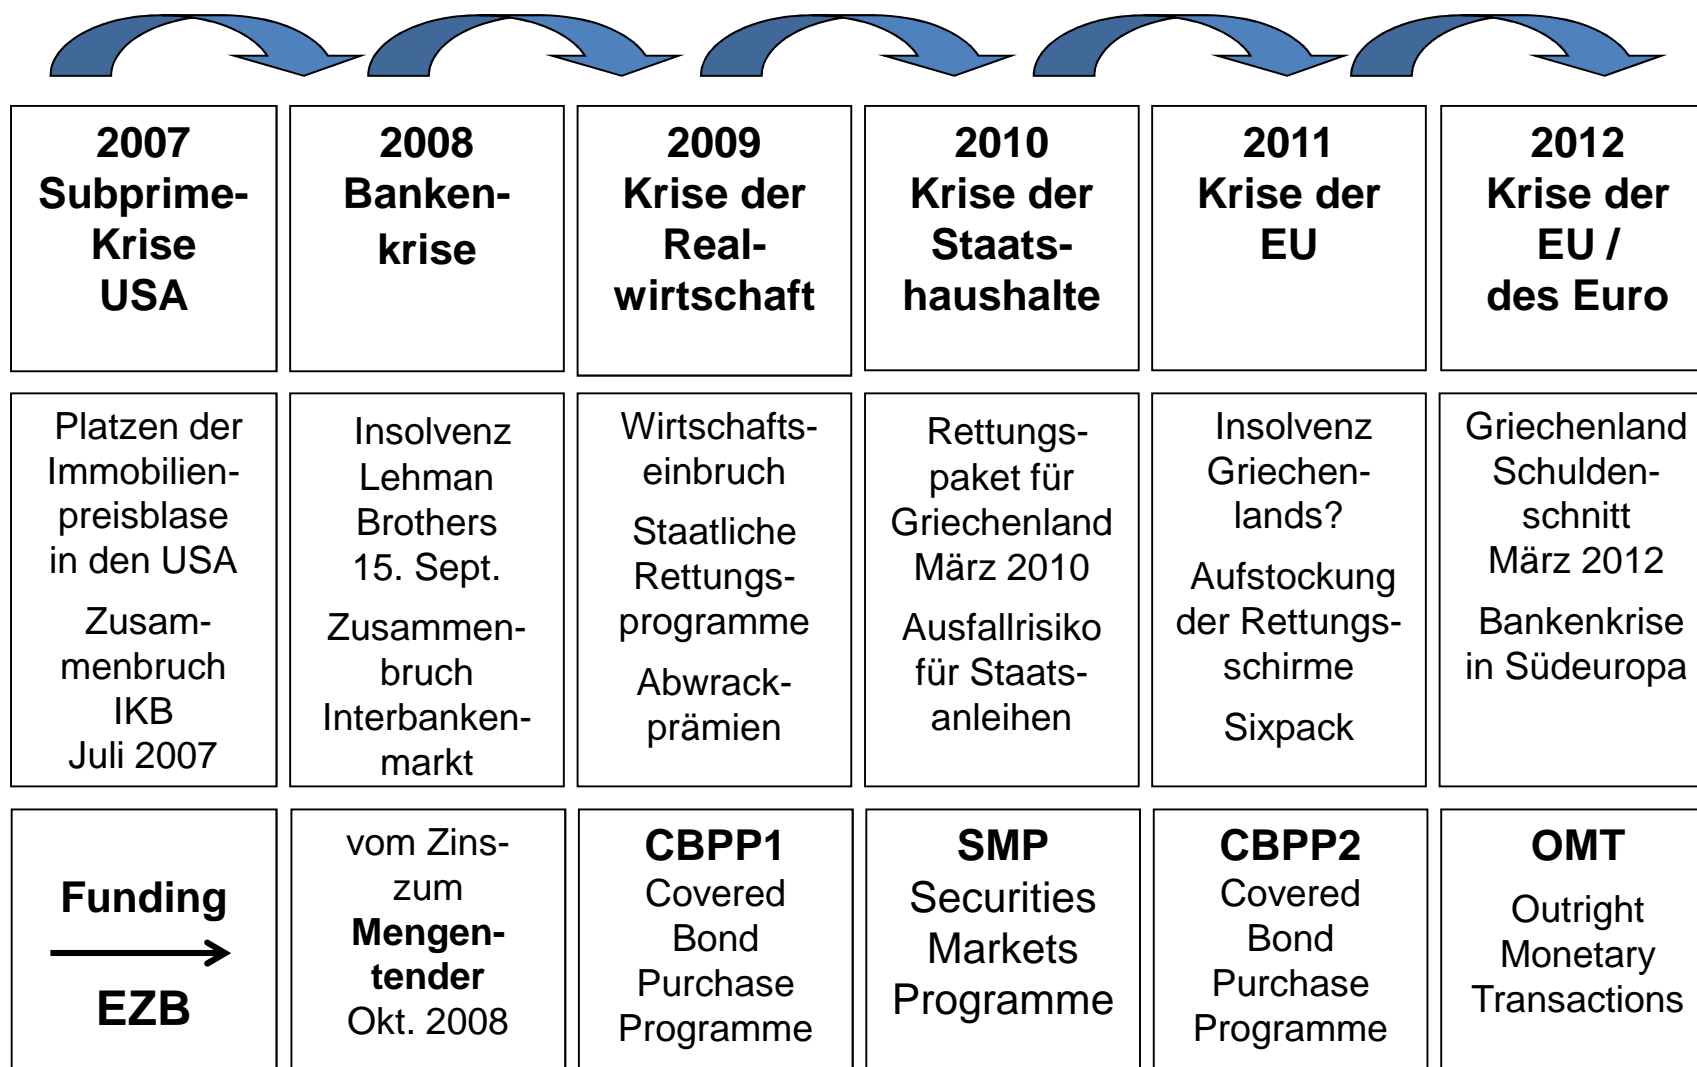 2007
Subprime-
Krise
USA
2008
Banken-
krise
2009
Krise der
Real-
wirtschaft
2010
Krise der
Staats-
haushalte
2011
Krise der
EU
2012
Krise der
EU /
des Euro
Platzen der
Immobilien-
preisblase
in den USA
Zusam-
menbruch
IKB
Juli 2007
Insolvenz
Lehman
Brothers
15. Sept.
Zusammen-
bruch
Interbanken-
markt
Wirtschafts-
einbruch
Staatliche
Rettungs-
programme
Abwrack-
prämien
Rettungs-
paket für
Griechenland
März 2010
Ausfallrisiko
für Staats-
anleihen
Insolvenz
Griechen-
lands?
Aufstockung
der Rettungs-
schirme
Sixpack
Griechenland
Schulden-
schnitt
März 2012
Bankenkrise
in Südeuropa
Funding
EZB
vom Zins-
zum
Mengen-
tender
Okt. 2008
CBPP1
Covered
Bond
Purchase
Programme
SMP
Securities
Markets
Programme
CBPP2
Covered
Bond
Purchase
Programme
OMT
Outright
Monetary
Transactions